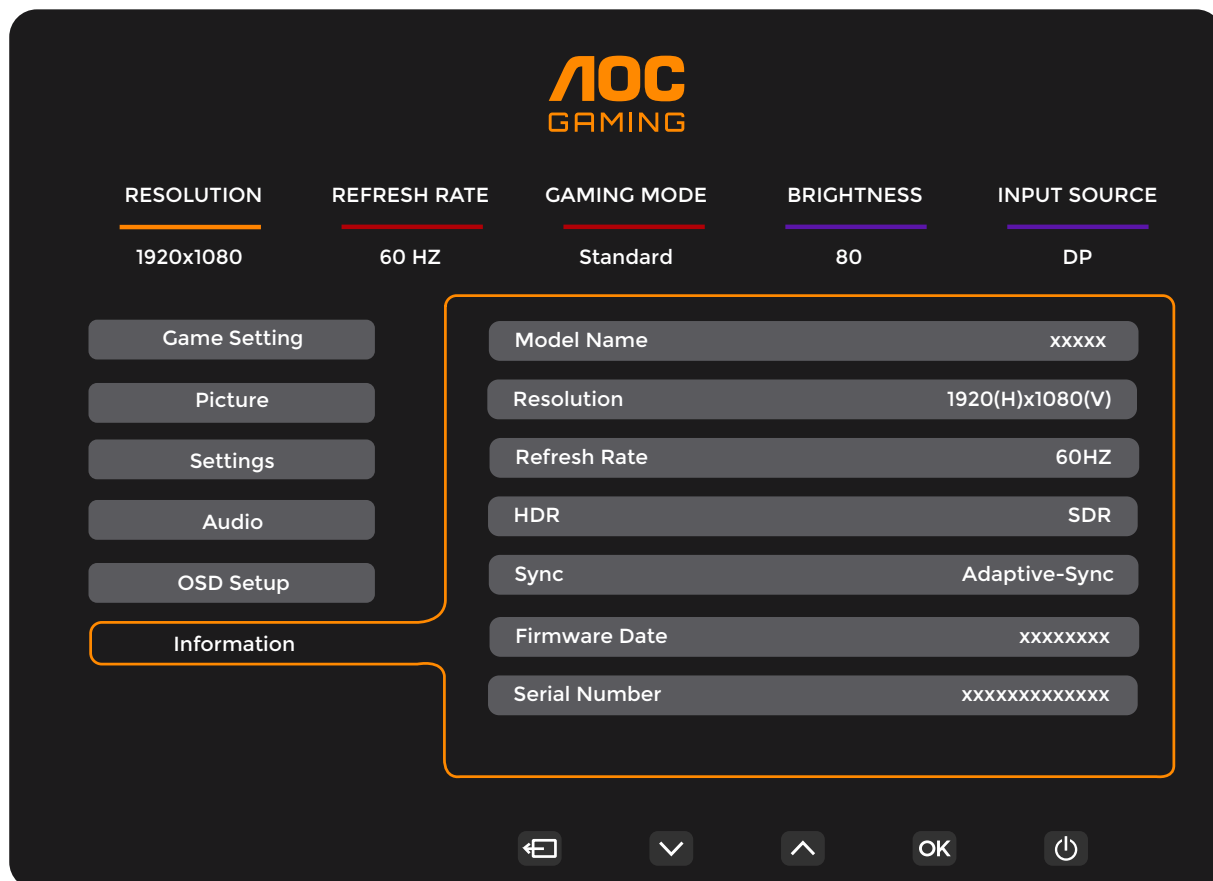 AOC
GAMING
RESOLUTION REFRESH RATE GAMING MODE BRIGHTNESS INPUT SOURCE
1920x1080 60 HZ Standard 80 DP
Game Setting
Picture
Settings
Audio
OSD Setup
Information
Model Name xxxxx
Resolution 1920(H)x1080(V)
Refresh Rate 60HZ
HDR SDR
Sync Adaptive-Sync
Firmware Date xxxxxxxx
Serial Number xxxxxxxxxxxxx
OK